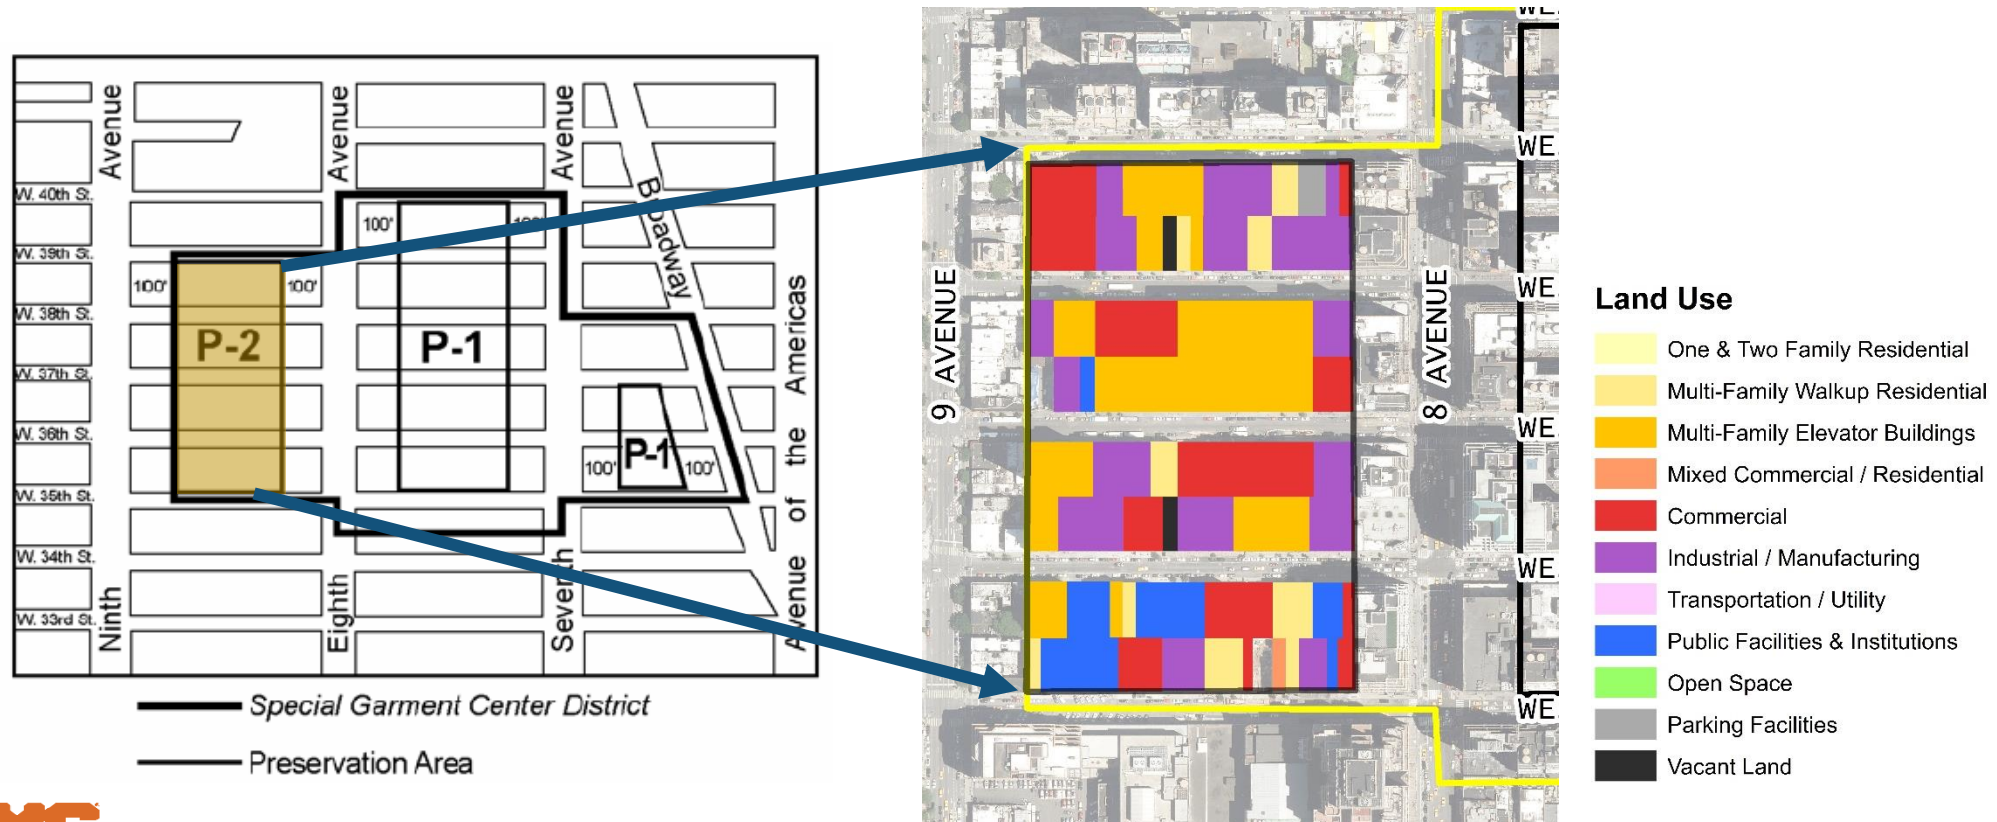 Avenue
Avenue
Avenue
W. 40th St.
W. 39th St.
W. 38th St.
W. 37th St.
W. 36th St.
W. 35th St.
W. 34th St.
W. 33rd St.
100'
100'
100'
100'
100'
100'
P-2
P-1
P-1
Broadway
Ninth
Eighth
Seventh
Avenue of the Americas
Special Garment Center District
Preservation Area
9 AVENUE
8 AVENUE
WE
WE
WE
WE
WE
WE
Land Use
One & Two Family Residential
Multi-Family Walkup Residential
Multi-Family Elevator Buildings
Mixed Commercial / Residential
Commercial
Industrial / Manufacturing
Transportation / Utility
Public Facilities & Institutions
Open Space
Parking Facilities
Vacant Land